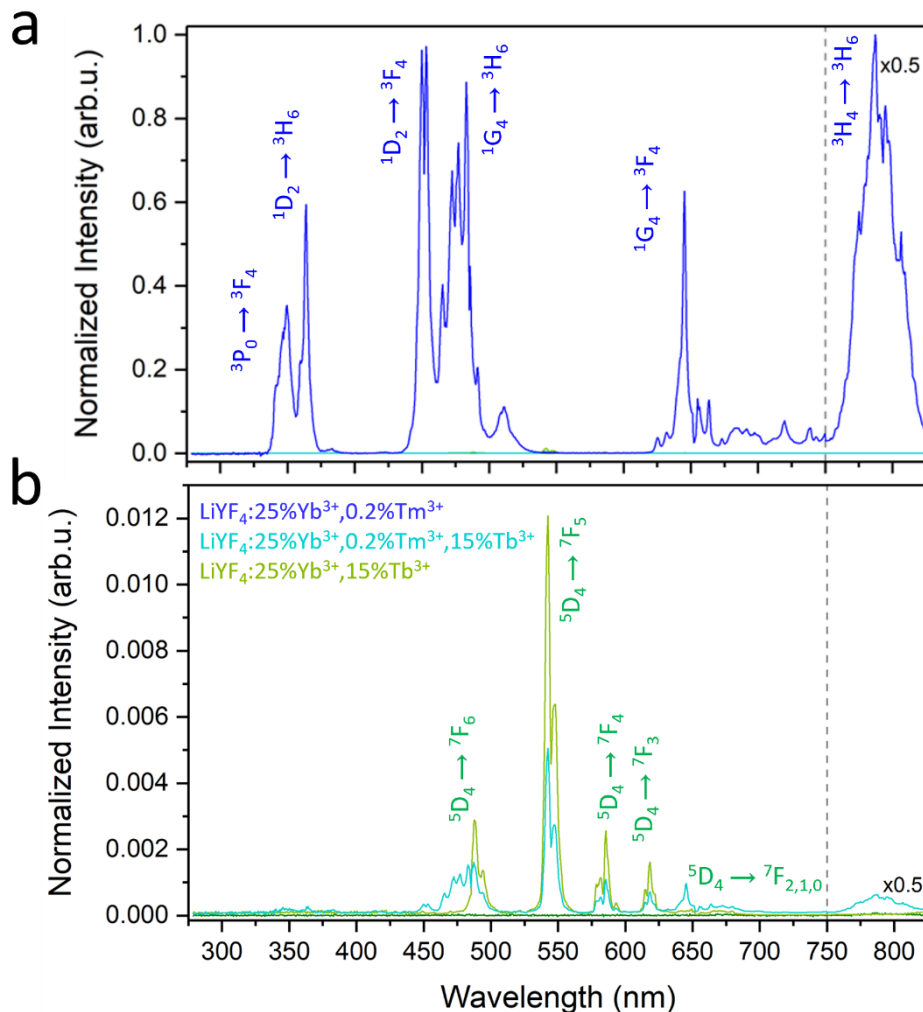 a
Normalized Intensity (arb.u.)
1.0
0.8
0.6
0.4
0.2
0.0
³P₀ → ³F₄
¹D₂ → ³H₆
¹D₂ → ³F₄
¹G₄ → ³H₆
¹G₄ → ³F₄
³H₄ → ³H₆
x0.5
b
Normalized Intensity (arb.u.)
0.012
0.010
0.008
0.006
0.004
0.002
0.000
LiYF₄:25%Yb³⁺,0.2%Tm³⁺
LiYF₄:25%Yb³⁺,0.2%Tm³⁺,15%Tb³⁺
LiYF₄:25%Yb³⁺,15%Tb³⁺
⁵D₄ → ⁷F₆
⁵D₄ → ⁷F₅
⁵D₄ → ⁷F₄
⁵D₄ → ⁷F₃
⁵D₄ → ⁷F₂,₁,₀
x0.5
300 350 400 450 500 550 600 650 700 750 800
Wavelength (nm)